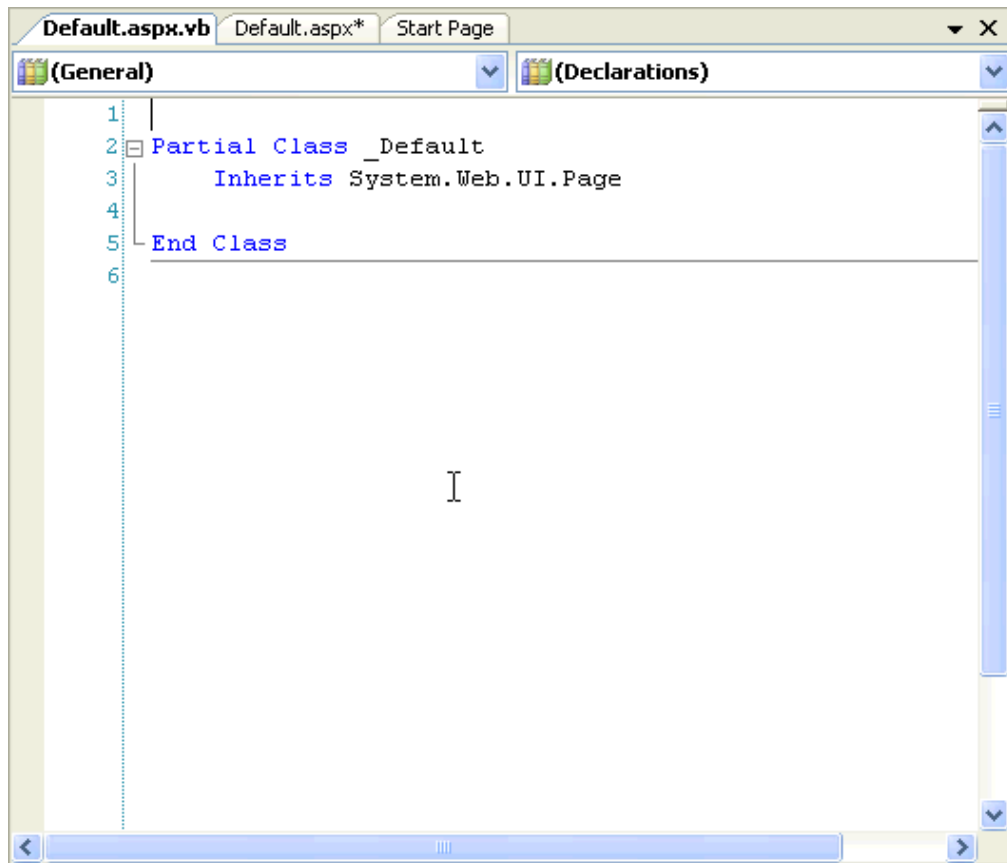 Default.aspx.vb Default.aspx* Start Page
(General) (Declarations)
1
2 Partial Class _Default
3 Inherits System.Web.UI.Page
4
5 End Class
6